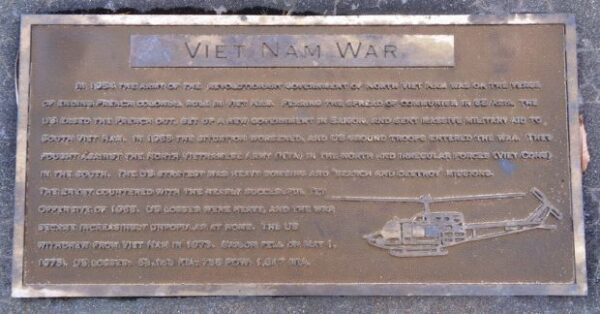 VIET NAM WAR
IN 1954 THE ARMY OF THE REVOLUTIONARY GOVERNMENT OF NORTH VIET NAM WAS ON THE VERGE
OF ENDING FRENCH COLONIAL RULE IN VIET NAM. FEARING THE SPREAD OF COMMUNISM IN SE ASIA, THE
US THE FRENCH OUT, SET UP A NEW GOVERNMENT IN SAIGON, AND SENT MASSIVE MILITARY AID TO
SOUTH VIET NAM. IN 1965 THE SITUATION WORSENED, AND US GROUND TROOPS ENTERED THE WAR. THEY
FOUGHT AGAINST THE NORTH VIETNAMESE ARMY (NVA) IN THE NORTH AND IRREGULAR FORCES (VIET CONG)
IN THE SOUTH. THE US STRATEGY WAS HEAVY BOMBING AND "SEARCH AND DESTROY" MISSIONS.
THE ENEMY COUNTERED WITH THE NEARLY SUCCESSFUL TET
OFFENSIVE OF 1968. US LOSSES WERE HEAVY, AND THE WAR
BECAME INCREASINGLY UNPOPULAR AT HOME. THE US
WITHDREW FROM VIET NAM IN 1973. SAIGON FELL ON MAY 1,
1975. US LOSSES: KIA; POW; MIA.